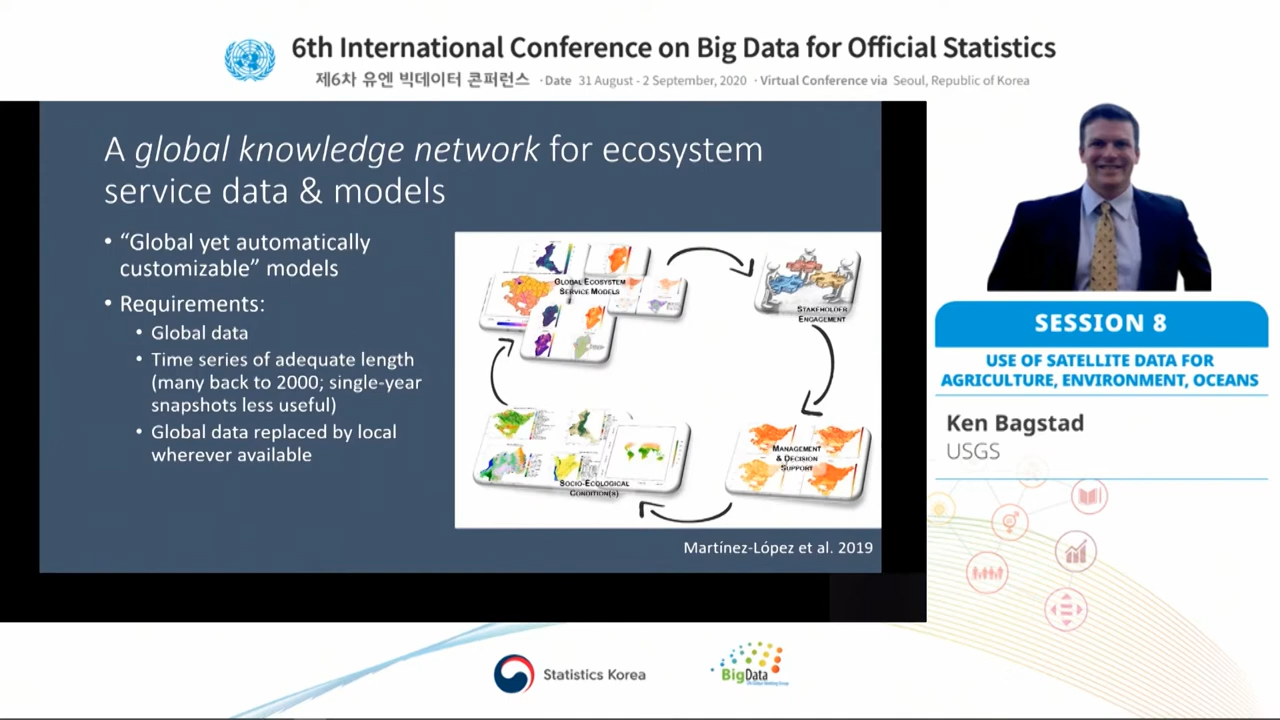 6th International Conference on Big Data for Official Statistics
제6차 유엔 빅데이터 콘퍼런스 · Date 31 August - 2 September, 2020 · Virtual Conference via Seoul, Republic of Korea
A global knowledge network for ecosystem
service data & models
• “Global yet automatically
customizable” models
• Requirements:
• Global data
• Time series of adequate length
(many back to 2000; single-year
snapshots less useful)
• Global data replaced by local
wherever available
GLOBAL ECOSYSTEM
SERVICE MODELS
STAKEHOLDER
ENGAGEMENT
MANAGEMENT
& DECISION
SUPPORT
SOCIO-ECOLOGICAL
CONDITION(S)
Martínez-López et al. 2019
SESSION 8
USE OF SATELLITE DATA FOR
AGRICULTURE, ENVIRONMENT, OCEANS
Ken Bagstad
USGS
Statistics Korea
BigData
UN Global Working Group